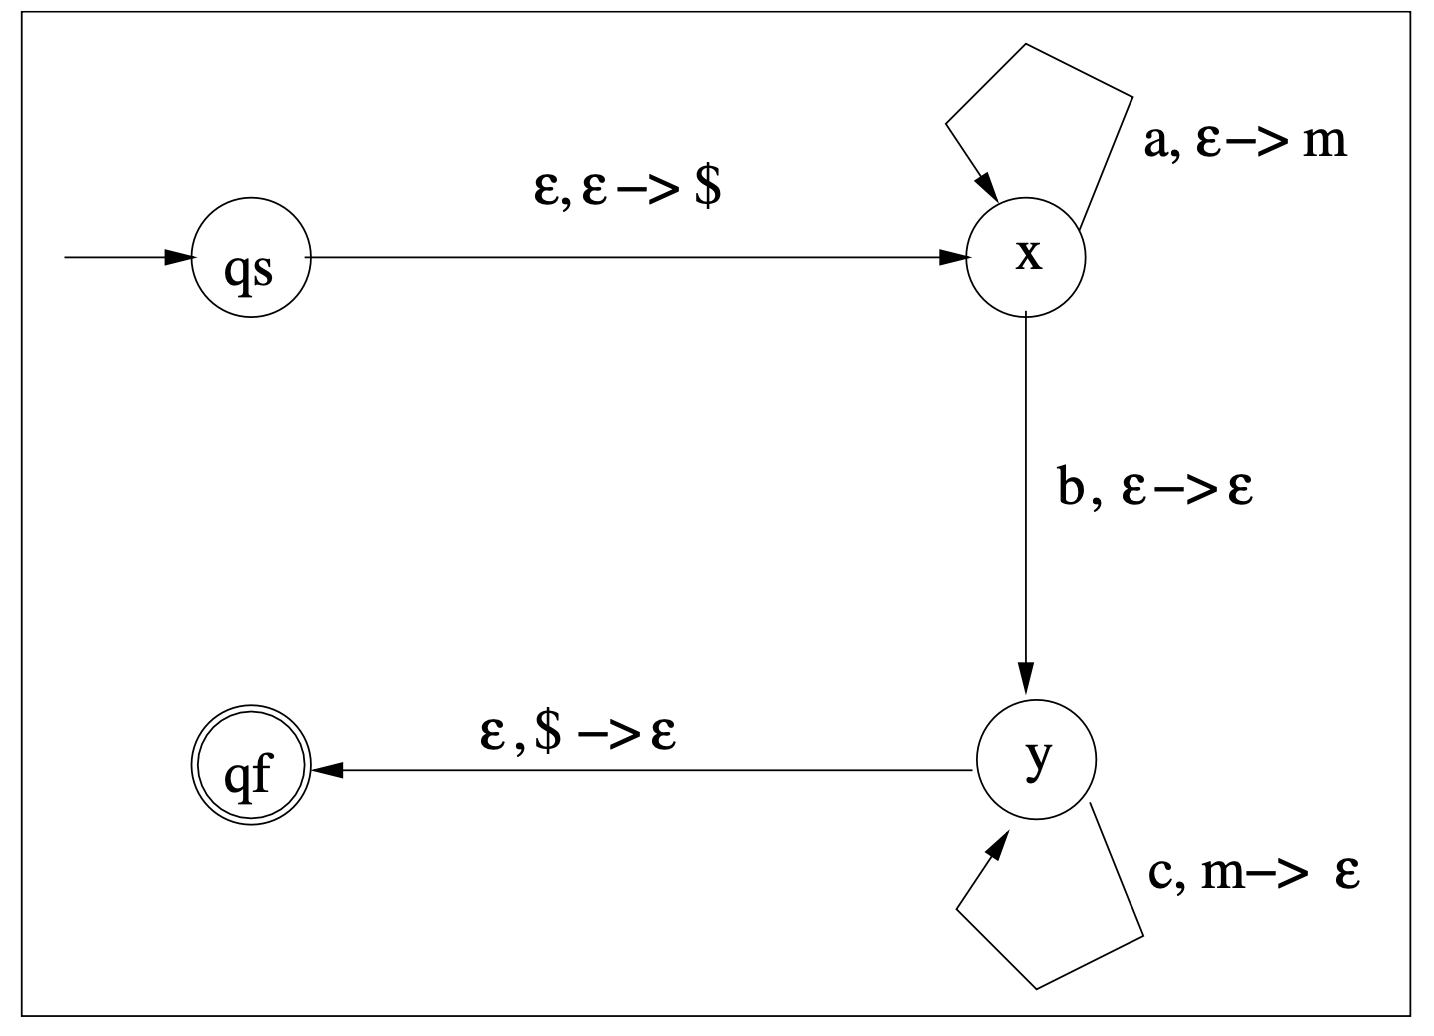 a, ε–> m
ε, ε –> $
qs
x
b, ε–> ε
ε, $ –> ε
qf
y
c, m–> ε